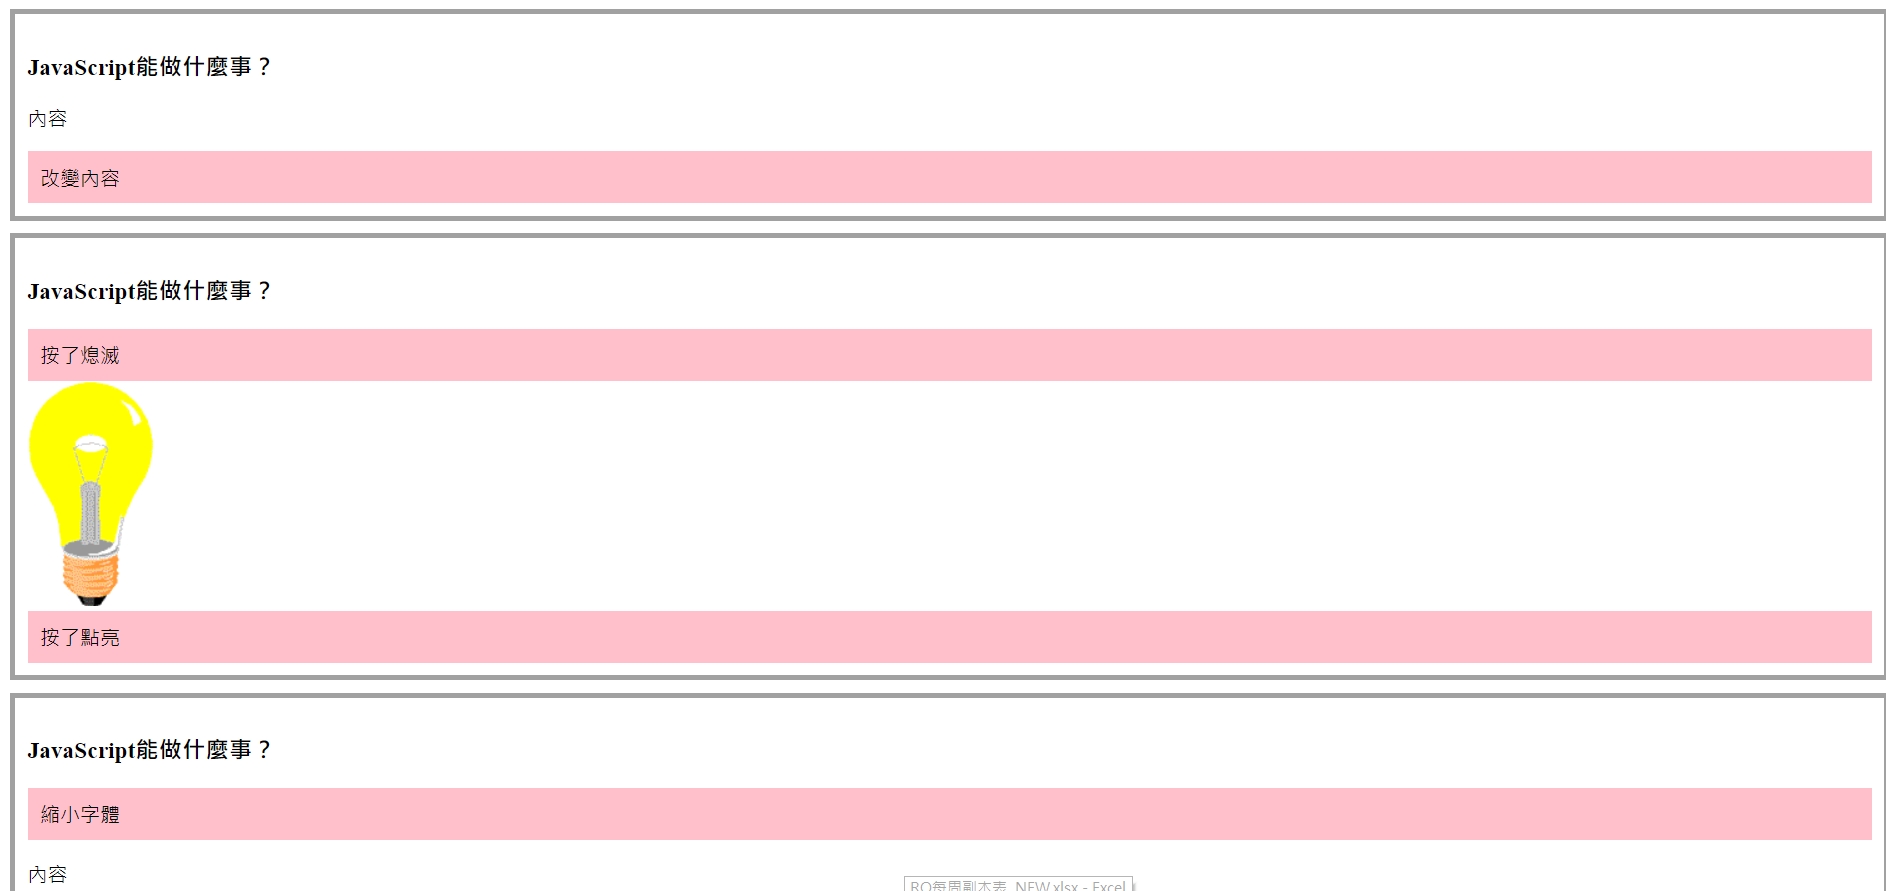 JavaScript能做什麼事？
內容
改變內容
JavaScript能做什麼事？
按了熄滅
按了點亮
JavaScript能做什麼事？
縮小字體
內容
RO每周副本表_NEW.xlsx - Excel